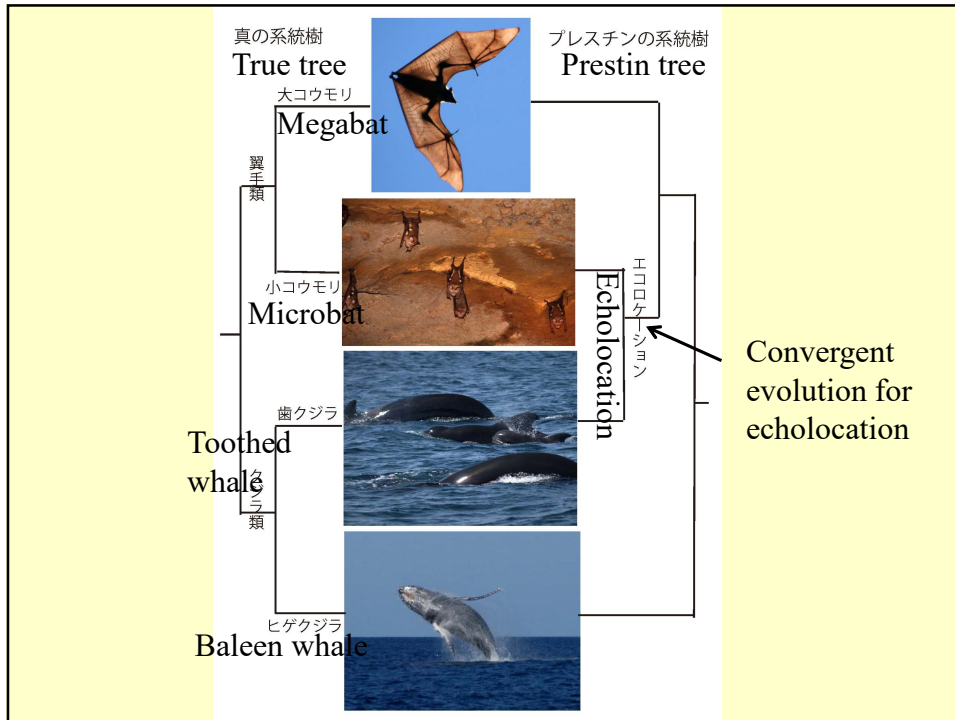 真の系統樹
True tree
プレスチンの系統樹
Prestin tree
大コウモリ
Megabat
翼手類
小コウモリ
Microbat
エコロケーション
Echolocation
Convergent
evolution for
echolocation
歯クジラ
Toothed
whale
クジラ類
ヒゲクジラ
Baleen whale